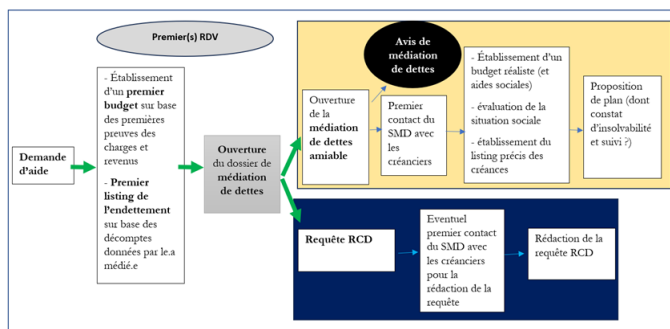 Premier(s) RDV
Demande
d'aide
- Établissement
d'un premier
budget sur base
des premières
preuves des
charges et
revenus
- Premier
listing de
l'endettement
sur base des
décomptes
données par le.a
médié.e
Ouverture
du dossier de
médiation de
dettes
Avis de
médiation
de dettes
Ouverture
de la
médiation
de dettes
amiable
Premier
contact du
SMD avec
les
créanciers
- Établissement d'un
budget réaliste (et
aides sociales)
- évaluation de la
situation sociale
- établissement du
listing précis des
créances
Proposition
de plan (dont
constat
d'insolvabilité
et suivi ?)
Requête RCD
Eventuel
premier contact
du SMD avec
les créanciers
pour la
rédaction de la
requête
Rédaction de la
requête RCD